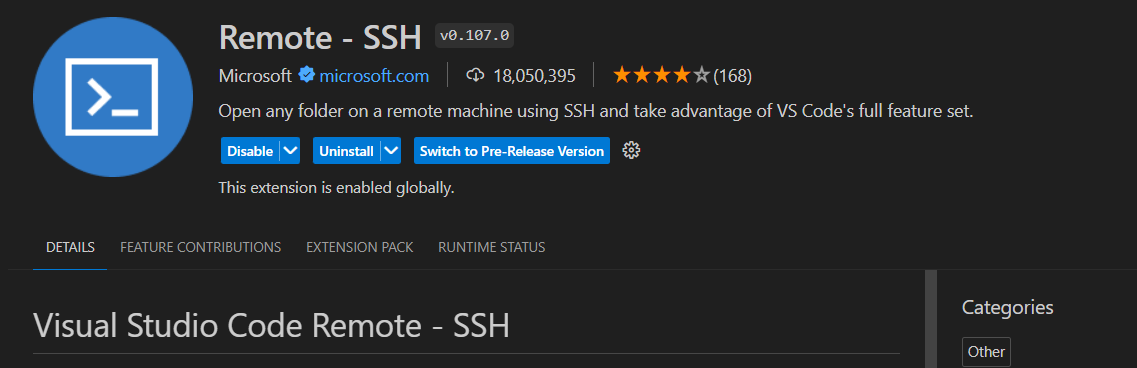 Remote - SSH v0.107.0
Microsoft microsoft.com 18,050,395 (168)
Open any folder on a remote machine using SSH and take advantage of VS Code's full feature set.
Disable Uninstall Switch to Pre-Release Version
This extension is enabled globally.
DETAILS FEATURE CONTRIBUTIONS EXTENSION PACK RUNTIME STATUS
Visual Studio Code Remote - SSH
Categories
Other